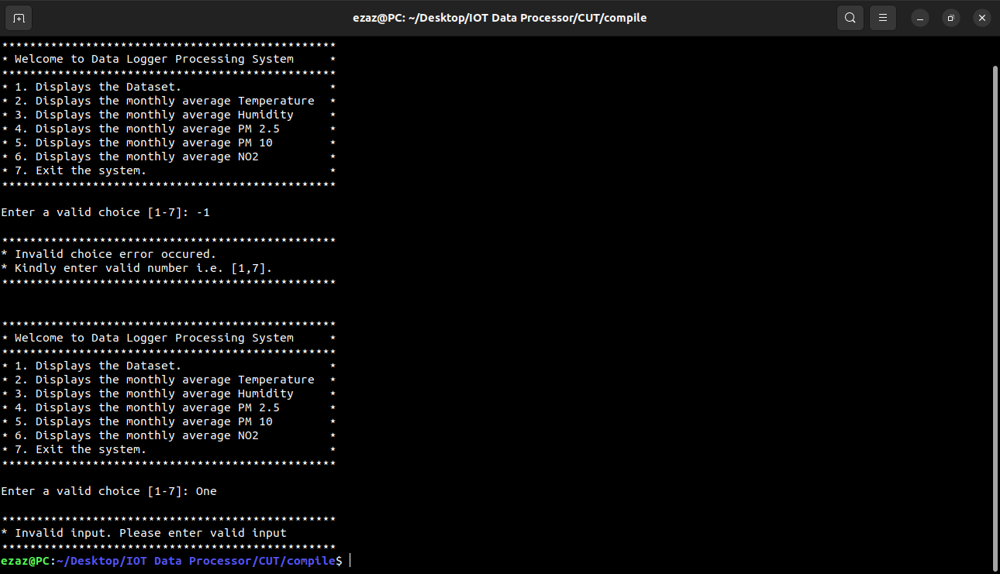 ezaz@PC: ~/Desktop/IOT Data Processor/CUT/compile
************************************************
* Welcome to Data Logger Processing System *
************************************************
* 1. Displays the Dataset. *
* 2. Displays the monthly average Temperature *
* 3. Displays the monthly average Humidity *
* 4. Displays the monthly average PM 2.5 *
* 5. Displays the monthly average PM 10 *
* 6. Displays the monthly average NO2 *
* 7. Exit the system. *
************************************************
Enter a valid choice [1-7]: -1
************************************************
* Invalid choice error occured.
* Kindly enter valid number i.e. [1,7].
************************************************
************************************************
* Welcome to Data Logger Processing System *
************************************************
* 1. Displays the Dataset. *
* 2. Displays the monthly average Temperature *
* 3. Displays the monthly average Humidity *
* 4. Displays the monthly average PM 2.5 *
* 5. Displays the monthly average PM 10 *
* 6. Displays the monthly average NO2 *
* 7. Exit the system. *
************************************************
Enter a valid choice [1-7]: One
************************************************
* Invalid input. Please enter valid input
************************************************
ezaz@PC:~/Desktop/IOT Data Processor/CUT/compile$